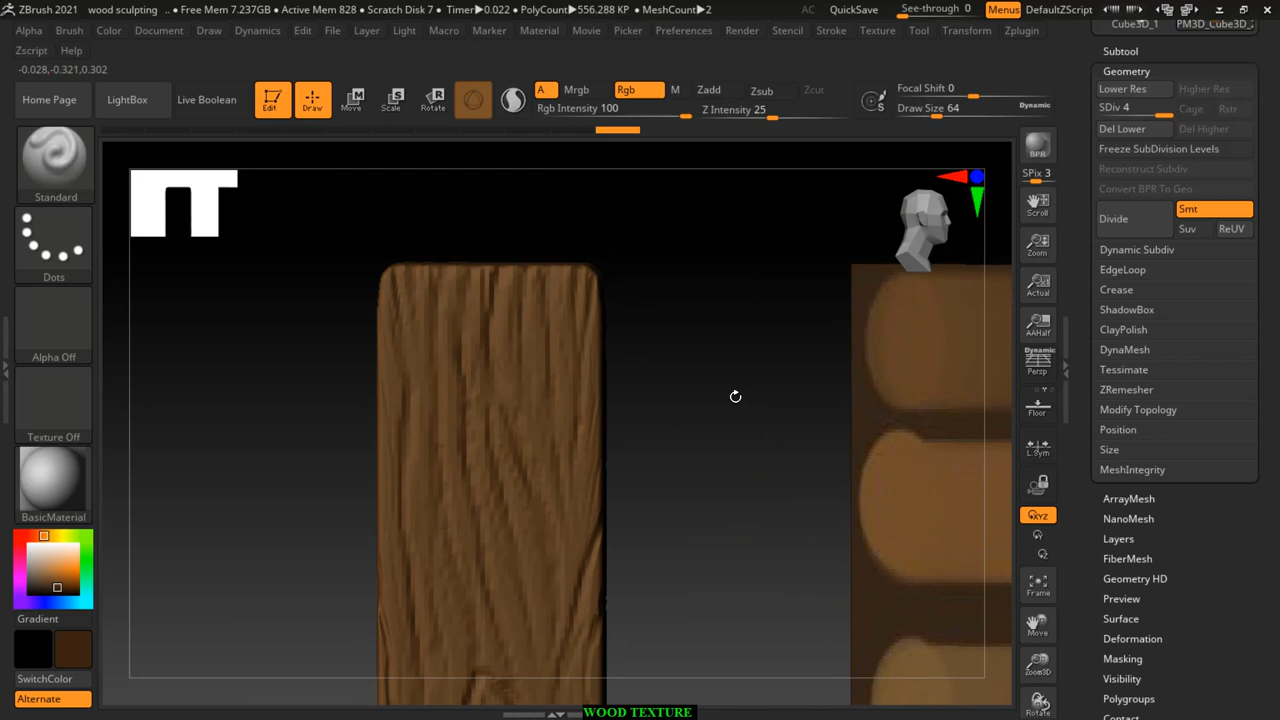 ZBrush 2021 wood sculpting .. • Free Mem 7.237GB • Active Mem 828 • Scratch Disk 7 • Timer▶0.022 • PolyCount▶556.288 KP • MeshCount▶2 AC QuickSave See-through 0 Menus DefaultZScript
Alpha Brush Color Document Draw Dynamics Edit File Layer Light Macro Marker Material Movie Picker Preferences Render Stencil Stroke Texture Tool Transform Zplugin
Zscript Help
-0.028,-0.321,0.302
Home Page LightBox Live Boolean Edit Draw Move Scale Rotate
A Mrgb Rgb M Zadd Zsub Zcut
Rgb Intensity 100 Z Intensity 25
Focal Shift 0
Draw Size 64 Dynamic
S
Standard
Dots
Alpha Off
Texture Off
BasicMaterial
Gradient
SwitchColor
Alternate
BPR
SPix 3
Scroll
Zoom
Actual
AAHalf
Dynamic
Persp
Floor
L.Sym
XYZ
Y
Z
Frame
Move
Zoom3D
Rotate
Cube3D_1 PM3D_Cube3D_
Subtool
Geometry
Lower Res Higher Res
SDiv 4 Cage Rstr
Del Lower Del Higher
Freeze SubDivision Levels
Reconstruct Subdiv
Convert BPR To Geo
Divide Smt
Suv ReUV
Dynamic Subdiv
EdgeLoop
Crease
ShadowBox
ClayPolish
DynaMesh
Tessimate
ZRemesher
Modify Topology
Position
Size
MeshIntegrity
ArrayMesh
NanoMesh
Layers
FiberMesh
Geometry HD
Preview
Surface
Deformation
Masking
Visibility
Polygroups
Contact
WOOD TEXTURE